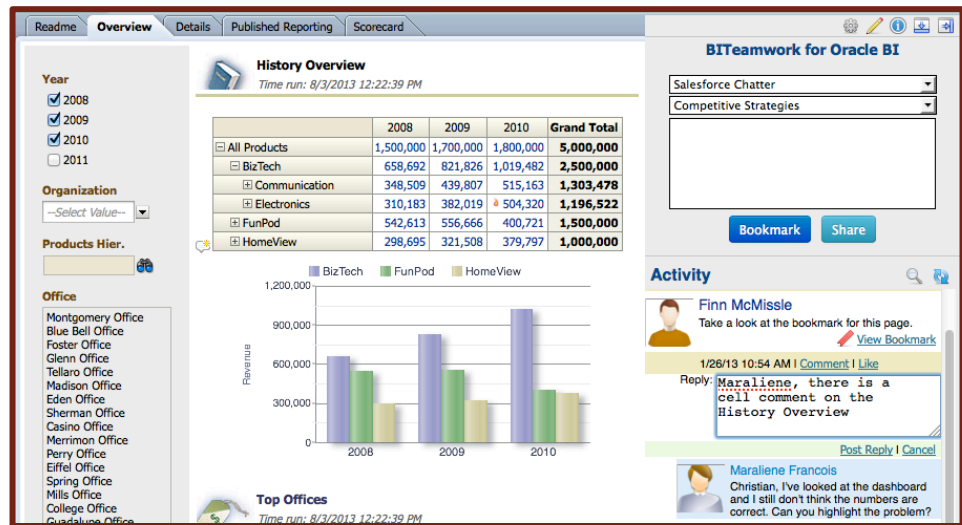 Readme Overview Details Published Reporting Scorecard
BITeamwork for Oracle BI
Year
2008
2009
2010
2011
Organization
--Select Value--
Products Hier.
Office
Montgomery Office
Blue Bell Office
Foster Office
Glenn Office
Tellaro Office
Madison Office
Eden Office
Sherman Office
Casino Office
Merrimon Office
Perry Office
Eiffel Office
Spring Office
Mills Office
College Office
Guadalupe Office
History Overview
Time run: 8/3/2013 12:22:39 PM
2008 2009 2010 Grand Total
All Products 1,500,000 1,700,000 1,800,000 5,000,000
BizTech 658,692 821,826 1,019,482 2,500,000
Communication 348,509 439,807 515,163 1,303,478
Electronics 310,183 382,019 504,320 1,196,522
FunPod 542,613 556,666 400,721 1,500,000
HomeView 298,695 321,508 379,797 1,000,000
BizTech FunPod HomeView
1,200,000
900,000
600,000
300,000
0
Revenue
2008 2009 2010
Top Offices
Time run: 8/3/2013 12:22:39 PM
Salesforce Chatter
Competitive Strategies
Bookmark Share
Activity
Finn McMissle
Take a look at the bookmark for this page.
View Bookmark
1/26/13 10:54 AM | Comment | Like
Reply: Maraliene, there is a
cell comment on the
History Overview
Post Reply | Cancel
Maraliene Francois
Christian, I've looked at the dashboard
and I still don't think the numbers are
correct. Can you highlight the problem?